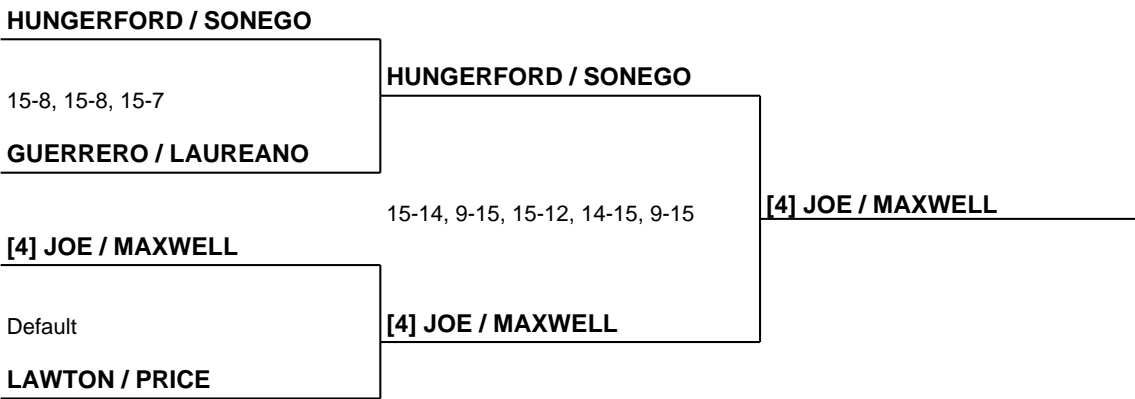 HUNGERFORD / SONEGO
15-8, 15-8, 15-7
GUERRERO / LAUREANO
HUNGERFORD / SONEGO
15-14, 9-15, 15-12, 14-15, 9-15
[4] JOE / MAXWELL
[4] JOE / MAXWELL
Default
LAWTON / PRICE
[4] JOE / MAXWELL